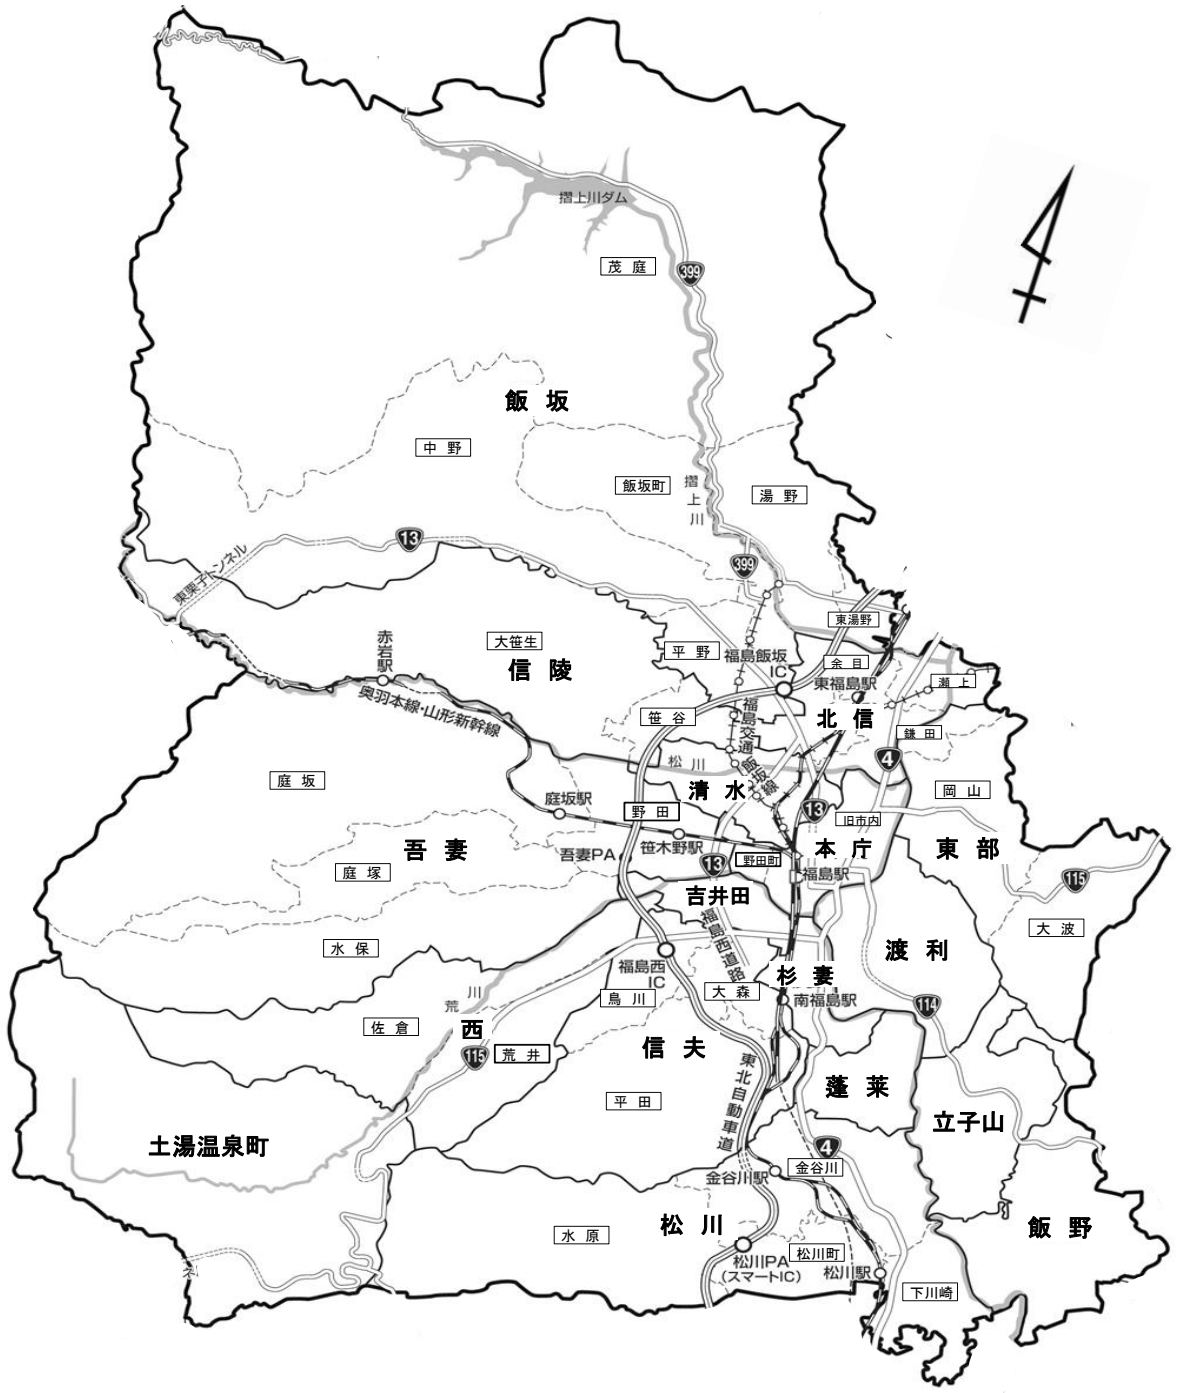 摺上川ダム
茂庭
399
飯坂
中野
飯坂町
摺上川
湯野
13
399
東栗子トンネル
東湯野
赤岩駅
大笹生
信陵
平野
福島飯坂IC
余目
東福島駅
瀬上
奥羽本線・山形新幹線
笹谷
福島交通飯坂線
北信
鎌田
松川
4
庭坂
清水
岡山
庭坂駅
野田
13
旧市内
吾妻
吾妻PA
笹木野駅
13
野田町
本庁
東部
庭塚
福島駅
115
吉井田
福島西道路
水保
大波
渡利
福島西IC
杉妻
荒川
鳥川
大森
南福島駅
114
佐倉
西
115
荒井
信夫
東北自動車道
蓬莱
平田
立子山
土湯温泉町
4
金谷川駅
金谷川
水原
松川
飯野
松川PA
(スマートIC)
松川町
松川駅
下川崎